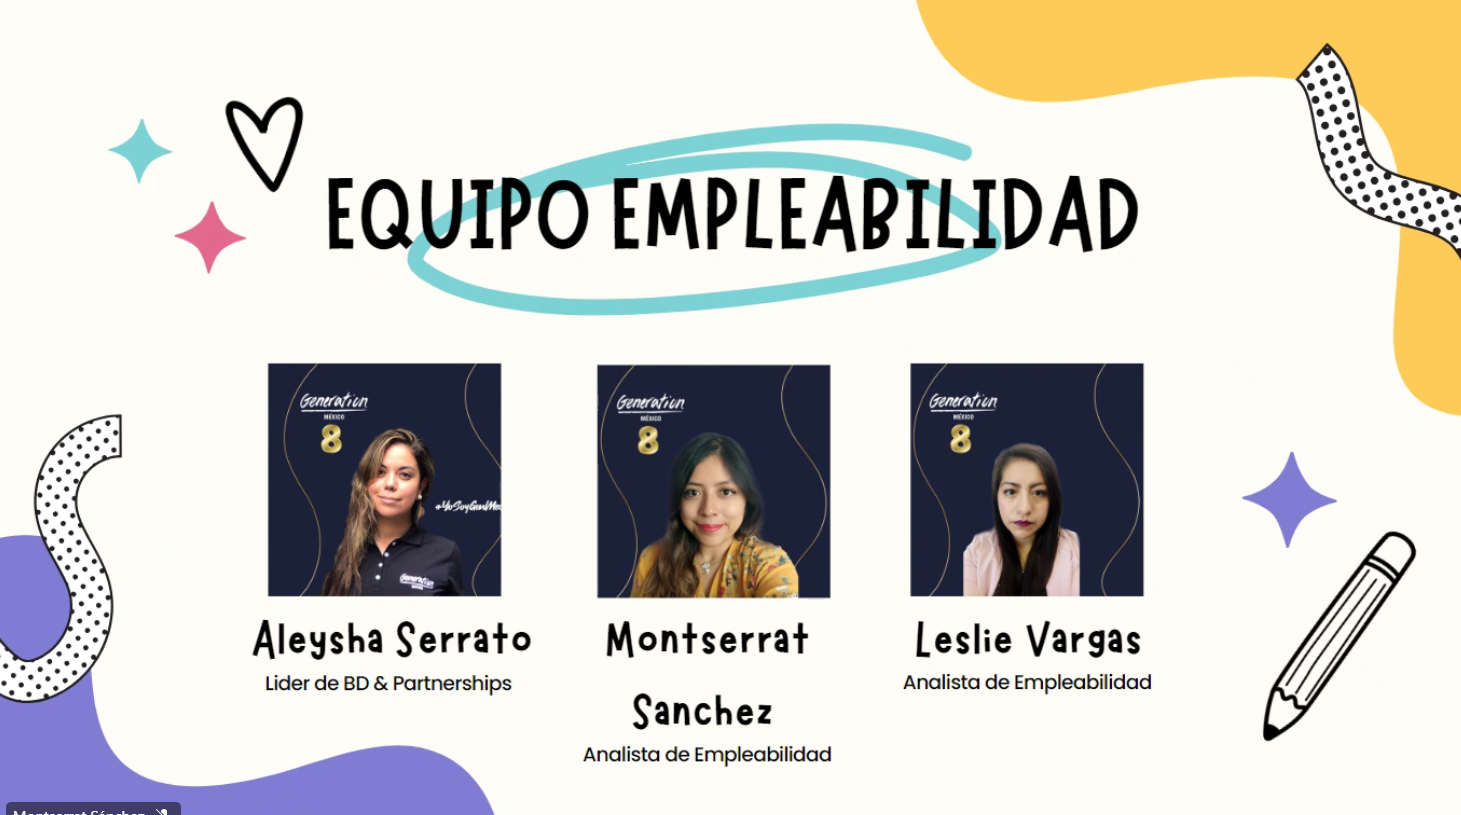 EQUIPO EMPLEABILIDAD
Generation
MÉXICO
8
#YoSoyGenMex
Generation
Generation
MÉXICO
8
Generation
MÉXICO
8
Aleysha Serrato
Lider de BD & Partnerships
Montserrat
Sanchez
Analista de Empleabilidad
Leslie Vargas
Analista de Empleabilidad
Montserrat Sánchez